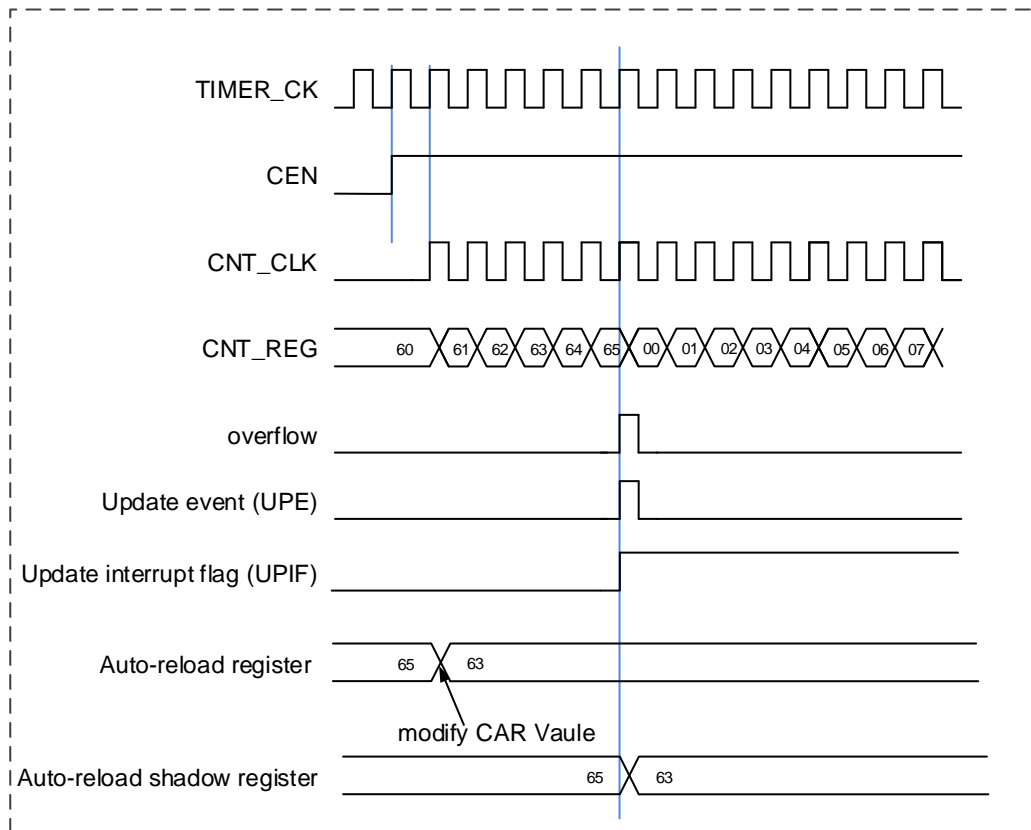 TIMER_CK
CEN
CNT_CLK
CNT_REG 60 61 62 63 64 65 00 01 02 03 04 05 06 07
overflow
Update event (UPE)
Update interrupt flag (UPIF)
Auto-reload register 65 63
modify CAR Vaule
Auto-reload shadow register 65 63